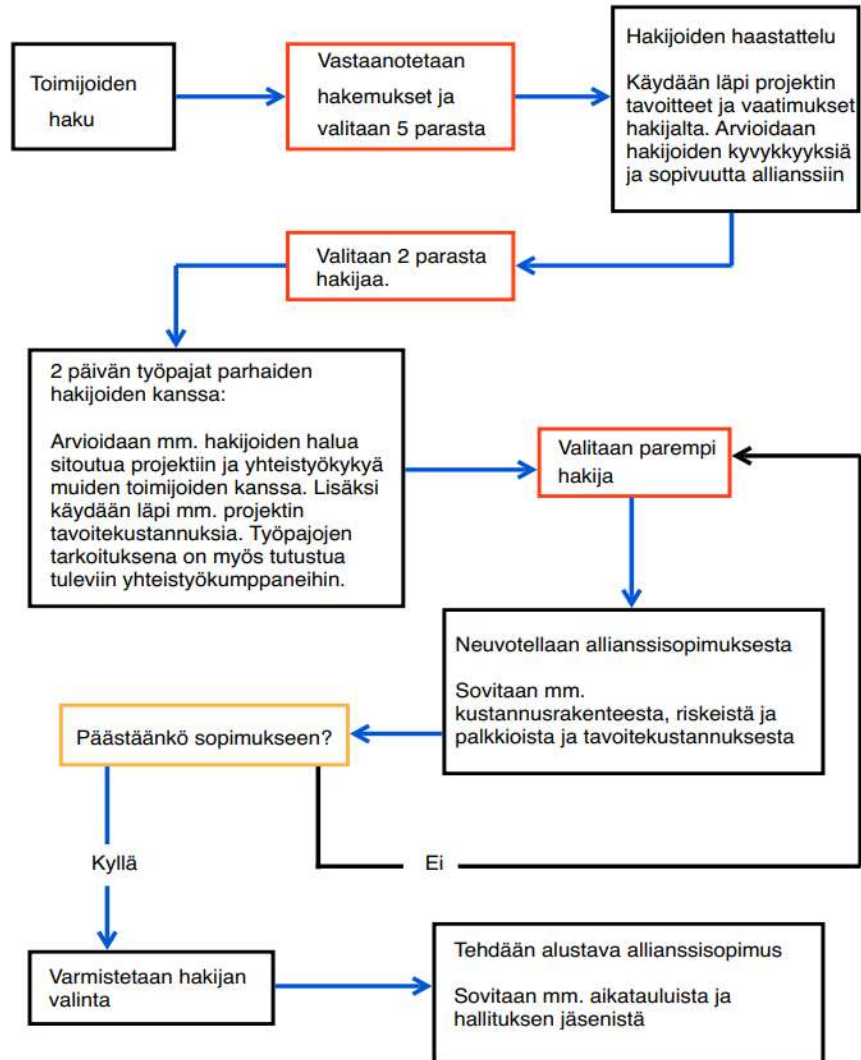 Toimijoiden
haku
Vastaanotetaan
hakemukset ja
valitaan 5 parasta
Hakijoiden haastattelu
Käydään läpi projektin
tavoitteet ja vaatimukset
hakijalta. Arvioidaan
hakijoiden kyvykkyyksiä
ja sopivuutta allianssiin
Valitaan 2 parasta
hakijaa.
2 päivän työpajat parhaiden
hakijoiden kanssa:
Arvioidaan mm. hakijoiden halua
sitoutua projektiin ja yhteistyökykyä
muiden toimijoiden kanssa. Lisäksi
käydään läpi mm. projektin
tavoitekustannuksia. Työpajojen
tarkoituksena on myös tutustua
tuleviin yhteistyökumppaneihin.
Valitaan parempi
hakija
Neuvotellaan allianssisopimuksesta
Sovitaan mm.
kustannusrakenteesta, riskeistä ja
palkkioista ja tavoitekustannuksesta
Päästäänkö sopimukseen?
Kyllä
Ei
Varmistetaan hakijan
valinta
Tehdään alustava allianssisopimus
Sovitaan mm. aikatauluista ja
hallituksen jäsenistä